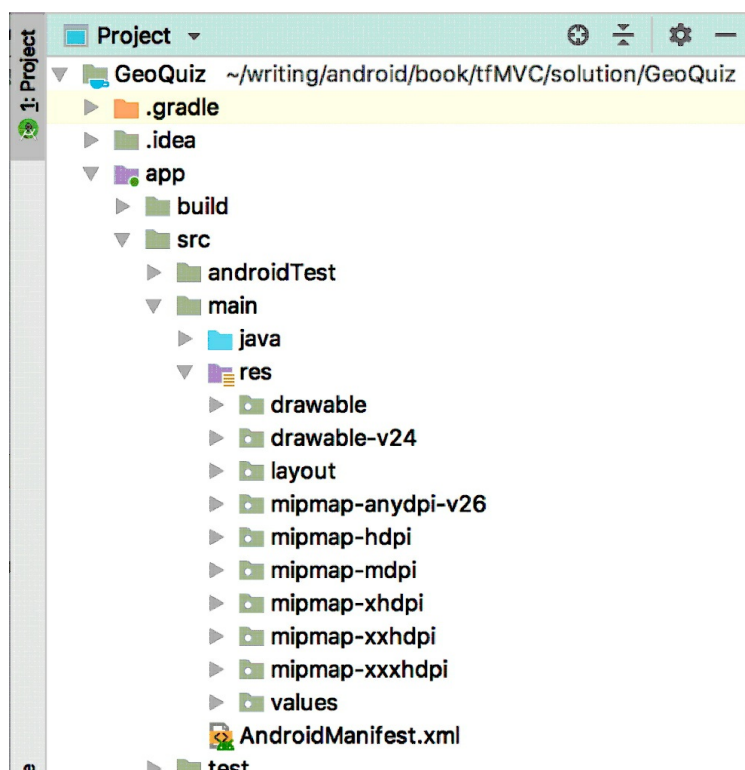 1: Project
Project
GeoQuiz ~/writing/android/book/tfMVC/solution/GeoQuiz
.gradle
.idea
app
build
src
androidTest
main
java
res
drawable
drawable-v24
layout
mipmap-anydpi-v26
mipmap-hdpi
mipmap-mdpi
mipmap-xhdpi
mipmap-xxhdpi
mipmap-xxxhdpi
values
AndroidManifest.xml
test